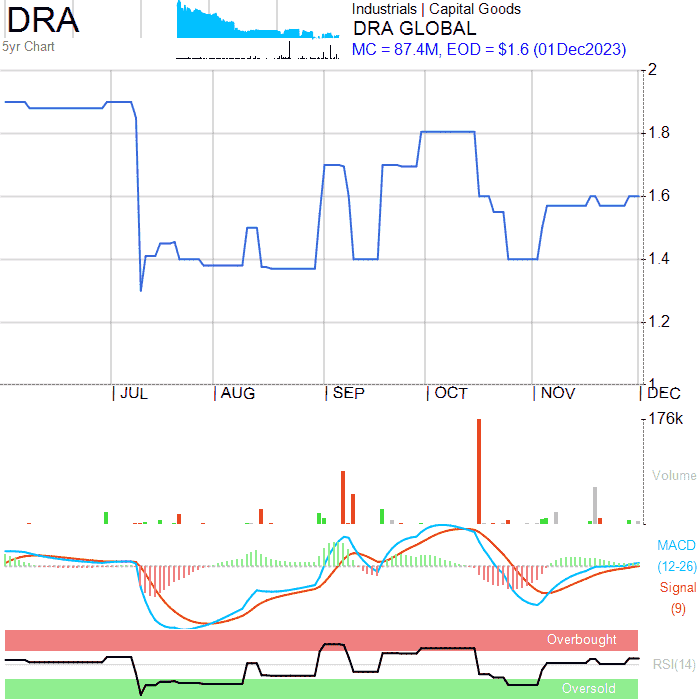 DRA
5yr Chart
Industrials | Capital Goods
DRA GLOBAL
MC = 87.4M, EOD = $1.6 (01Dec2023)
2
1.8
1.6
1.4
1.2
1
| JUL | AUG | SEP | OCT | NOV | DEC
176k
Volume
MACD
(12-26)
Signal
(9)
Overbought
RSI(14)
Oversold